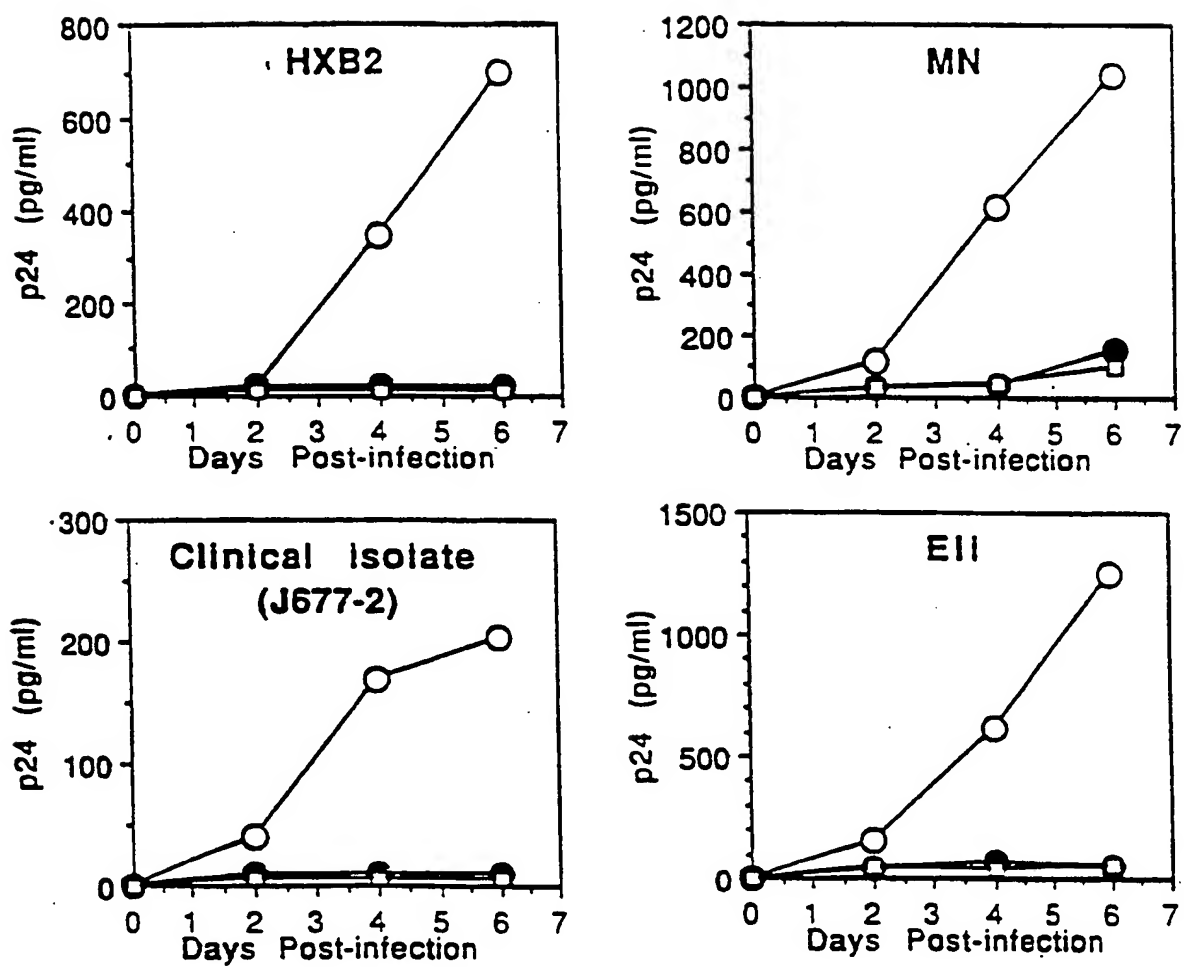 HXB2
800
600
400
200
0
p24 (pg/ml)
0 1 2 3 4 5 6 7
Days Post-infection
MN
1200
1000
800
600
400
200
0
p24 (pg/ml)
0 1 2 3 4 5 6 7
Days Post-infection
Clinical Isolate
(J677-2)
300
200
100
0
p24 (pg/ml)
0 1 2 3 4 5 6 7
Days Post-infection
Eli
1500
1000
500
0
p24 (pg/ml)
0 1 2 3 4 5 6 7
Days Post-infection